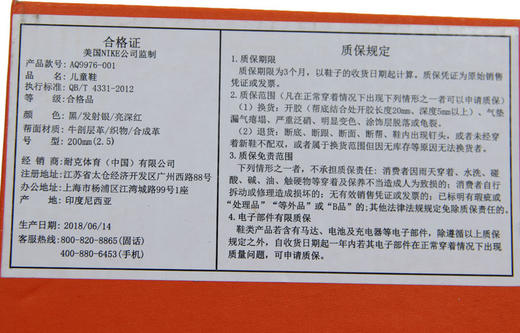 合格证
美国NIKE公司监制
产品款号：AQ9976-001
品 名：儿童鞋
执行标准：QB/T 4331-2012
等 级：合格品
颜 色：黑/发射银/亮深红
帮面材质：牛剖层革/织物/合成革
型 号：200mm(2.5)
经 销 商：耐克体育（中国）有限公司
注册地址：江苏省太仓经济开发区广州西路88号
办公地址：上海市杨浦区江湾城路99号1座
产 地：印度尼西亚
生产日期：2018/06/14
客服热线：800-820-8865(固话)
400-880-6453(手机)
质保规定
1.质保期限
质保期限为3个月，以鞋子的收货日期起计算。质保凭证为原始销售
凭证或发票。
2.质保范围（凡在正常穿着情况下出现下列情形之一者可以申请质保）
（1）换货：开胶（帮底结合处开胶长度20mm、深度5mm以上）、气垫
漏气瘪塌、严重泛硝、明显变色、涂饰层脱落或龟裂。
（2）退货：断底、断跟、断面、断帮、鞋内出现钉头，或者未经穿
着新鞋不配双，或者属于换货范围但因无库存等原因无法换货。
3.质保免责范围
下列情形之一者，不承担质保责任：消费者因雨天穿着、水洗、碰
酸、碱、油、触硬物等穿着及保养不当造成人为致损的；消费者自行
拆动或修理造成损坏的；无有效销售凭证或发票的；已标明有瑕疵或
"处理品" "等外品" 或 "B品"的；其他法律法规规定免除质保责任的。
4.电子部件有限质保
鞋类产品若含有马达、电池及充电器等电子部件，除遵循以上质保
规定之外，自收货日期起一年内若其电子部件在正常穿着情况下出现
质量问题，可申请质保。